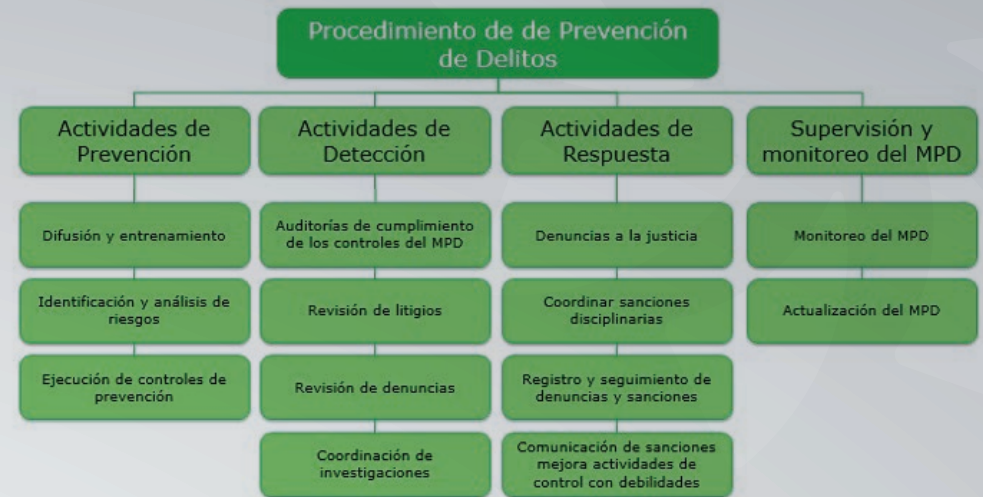 Procedimiento de de Prevención
de Delitos
Actividades de
Prevención
Difusión y entrenamiento
Identificación y análisis de
riesgos
Ejecución de controles de
prevención
Actividades de
Detección
Auditorías de cumplimiento
de los controles del MPD
Revisión de litigios
Revisión de denuncias
Coordinación de
investigaciones
Actividades de
Respuesta
Denuncias a la justicia
Coordinar sanciones
disciplinarias
Registro y seguimiento de
denuncias y sanciones
Comunicación de sanciones
mejora actividades de
control con debilidades
Supervisión y
monitoreo del MPD
Monitoreo del MPD
Actualización del MPD